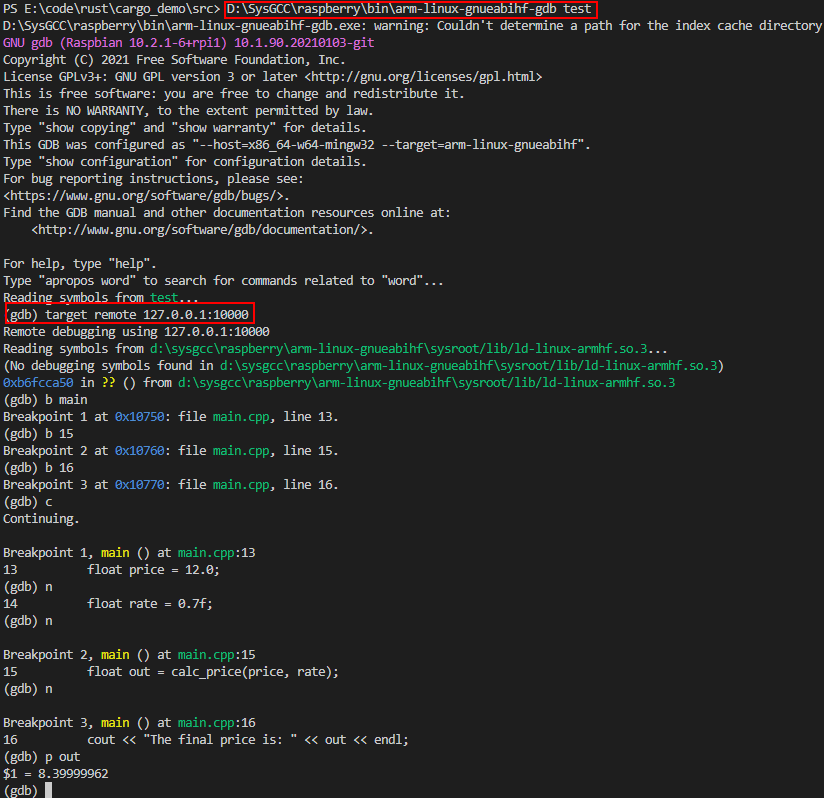 PS E:\code\rust\cargo_demo\src> D:\SysGCC\raspberry\bin\arm-linux-gnueabihf-gdb test
D:\SysGCC\raspberry\bin\arm-linux-gnueabihf-gdb.exe: warning: Couldn't determine a path for the index cache directory
GNU gdb (Raspbian 10.2.1-6+rpi1) 10.1.90.20210103-git
Copyright (C) 2021 Free Software Foundation, Inc.
License GPLv3+: GNU GPL version 3 or later <http://gnu.org/licenses/gpl.html>
This is free software: you are free to change and redistribute it.
There is NO WARRANTY, to the extent permitted by law.
Type "show copying" and "show warranty" for details.
This GDB was configured as "--host=x86_64-w64-mingw32 --target=arm-linux-gnueabihf".
Type "show configuration" for configuration details.
For bug reporting instructions, please see:
<https://www.gnu.org/software/gdb/bugs/>.
Find the GDB manual and other documentation resources online at:
    <http://www.gnu.org/software/gdb/documentation/>.

For help, type "help".
Type "apropos word" to search for commands related to "word"...
Reading symbols from test...
(gdb) target remote 127.0.0.1:10000
Remote debugging using 127.0.0.1:10000
Reading symbols from d:\sysgcc\raspberry\arm-linux-gnueabihf\sysroot/lib/ld-linux-armhf.so.3...
(No debugging symbols found in d:\sysgcc\raspberry\arm-linux-gnueabihf\sysroot/lib/ld-linux-armhf.so.3)
0xb6fcca50 in ?? () from d:\sysgcc\raspberry\arm-linux-gnueabihf\sysroot/lib/ld-linux-armhf.so.3
(gdb) b main
Breakpoint 1 at 0x10750: file main.cpp, line 13.
(gdb) b 15
Breakpoint 2 at 0x10760: file main.cpp, line 15.
(gdb) b 16
Breakpoint 3 at 0x10770: file main.cpp, line 16.
(gdb) c
Continuing.

Breakpoint 1, main () at main.cpp:13
13          float price = 12.0;
(gdb) n
14          float rate = 0.7f;
(gdb) n

Breakpoint 2, main () at main.cpp:15
15          float out = calc_price(price, rate);
(gdb) n

Breakpoint 3, main () at main.cpp:16
16          cout << "The final price is: " << out << endl;
(gdb) p out
$1 = 8.39999962
(gdb)